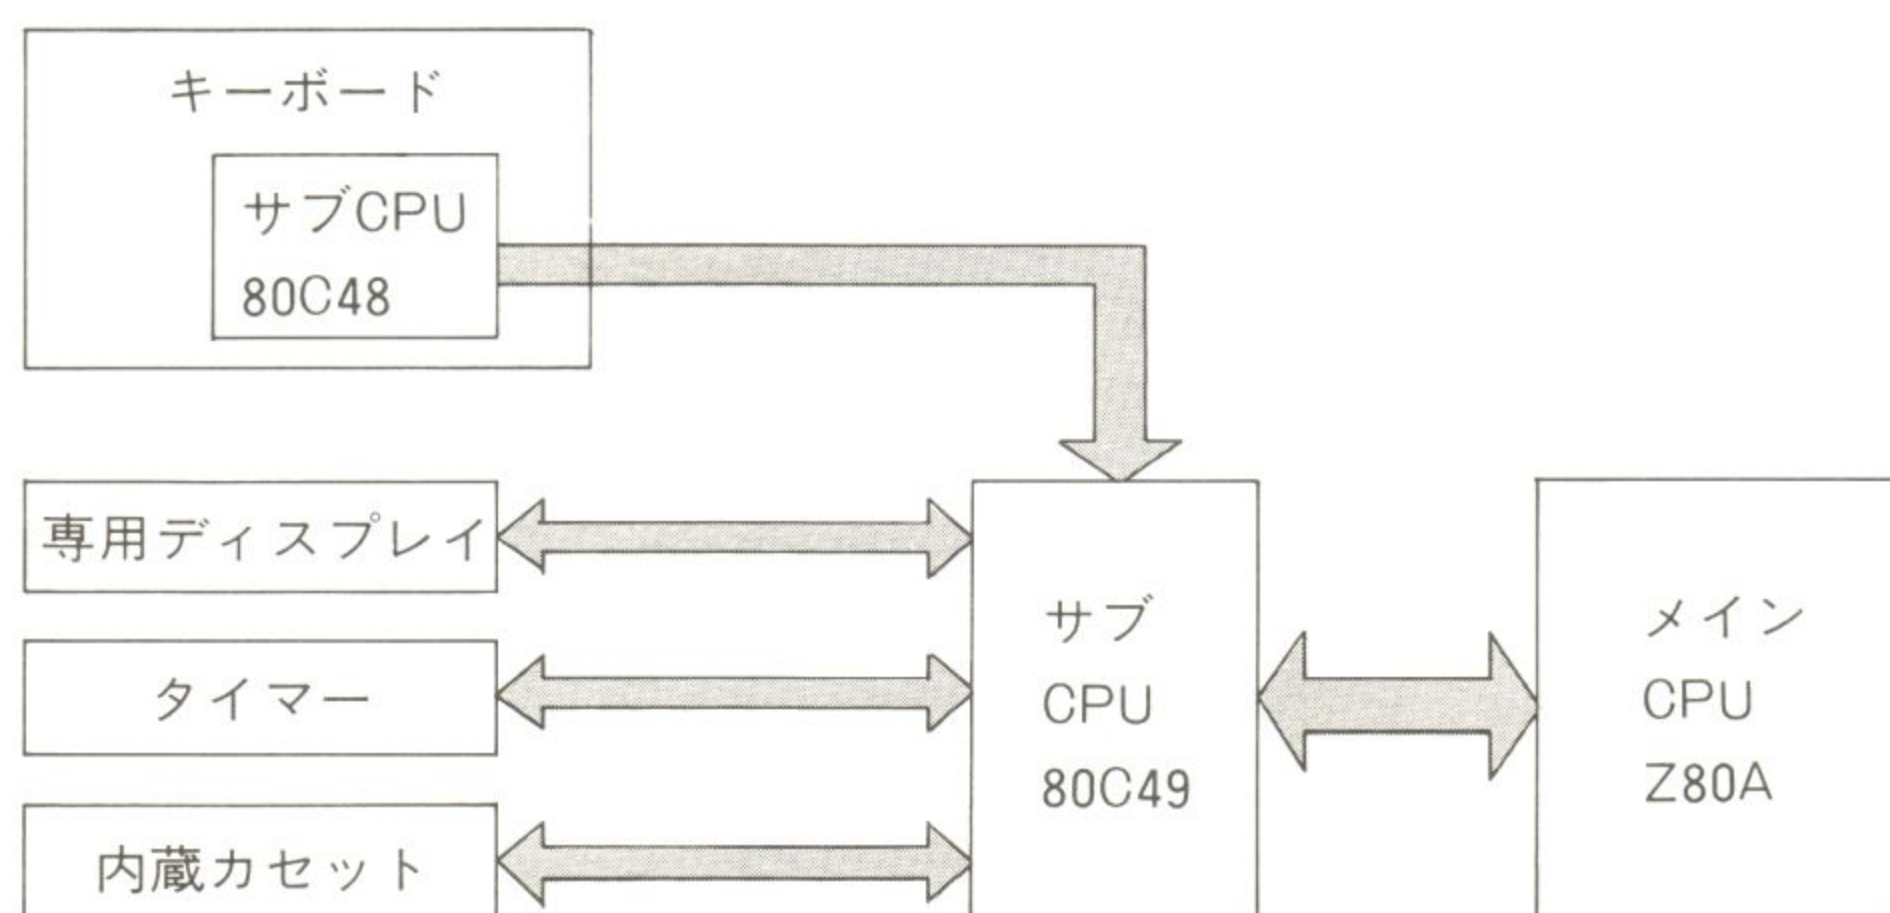 キーボード
サブCPU
80C48
専用ディスプレイ
タイマー
内蔵カセット
サブ
CPU
80C49
メイン
CPU
Z80A